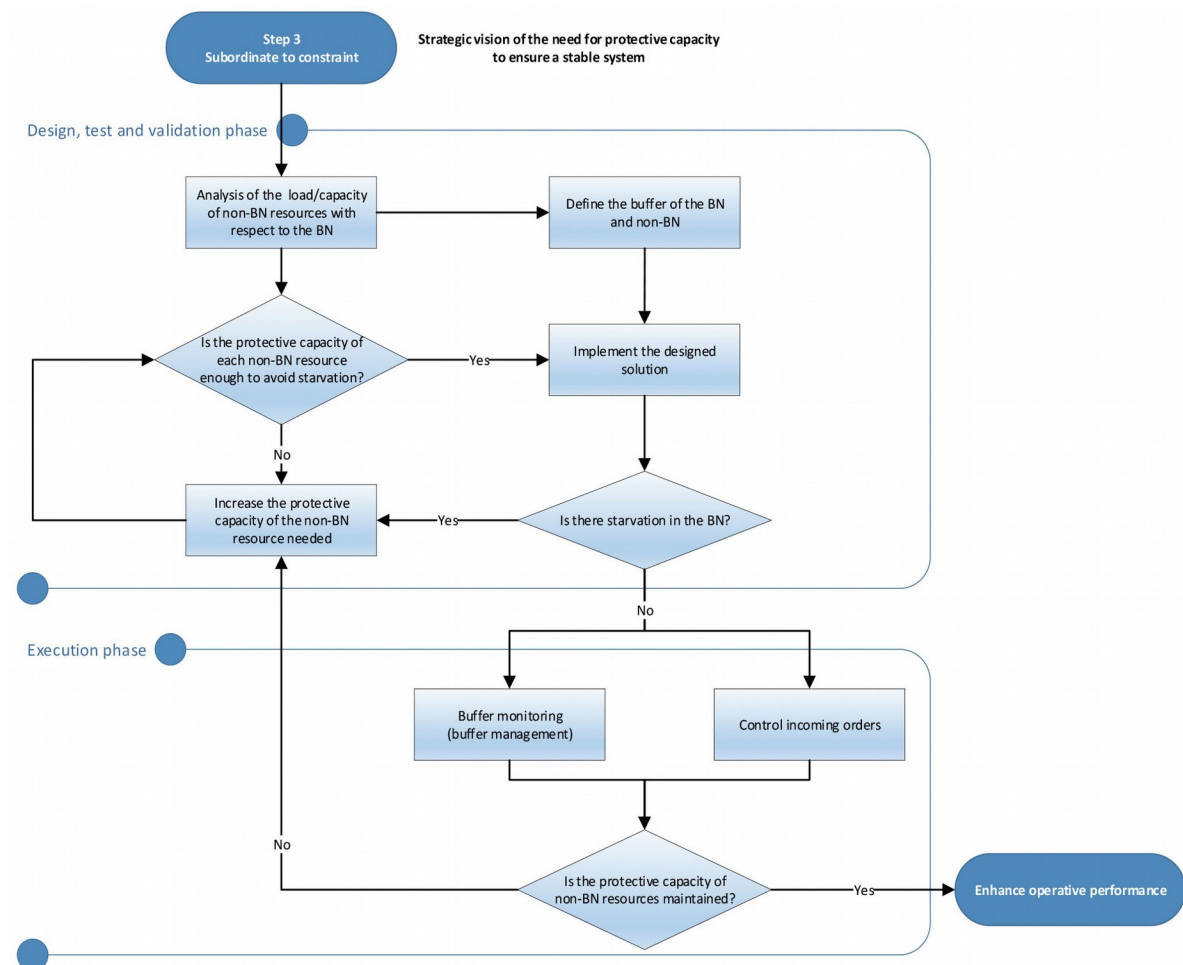 Step 3
Subordinate to constraint
Strategic vision of the need for protective capacity
to ensure a stable system
Design, test and validation phase
Analysis of the load/capacity
of non-BN resources with
respect to the BN
Define the buffer of the BN
and non-BN
Is the protective capacity of
each non-BN resource
enough to avoid starvation?
Yes
Implement the designed
solution
No
Increase the protective
capacity of the non-BN
resource needed
Yes
Is there starvation in the BN?
No
Execution phase
Buffer monitoring
(buffer management)
Control incoming orders
No
Is the protective capacity of
non-BN resources maintained?
Yes
Enhance operative performance